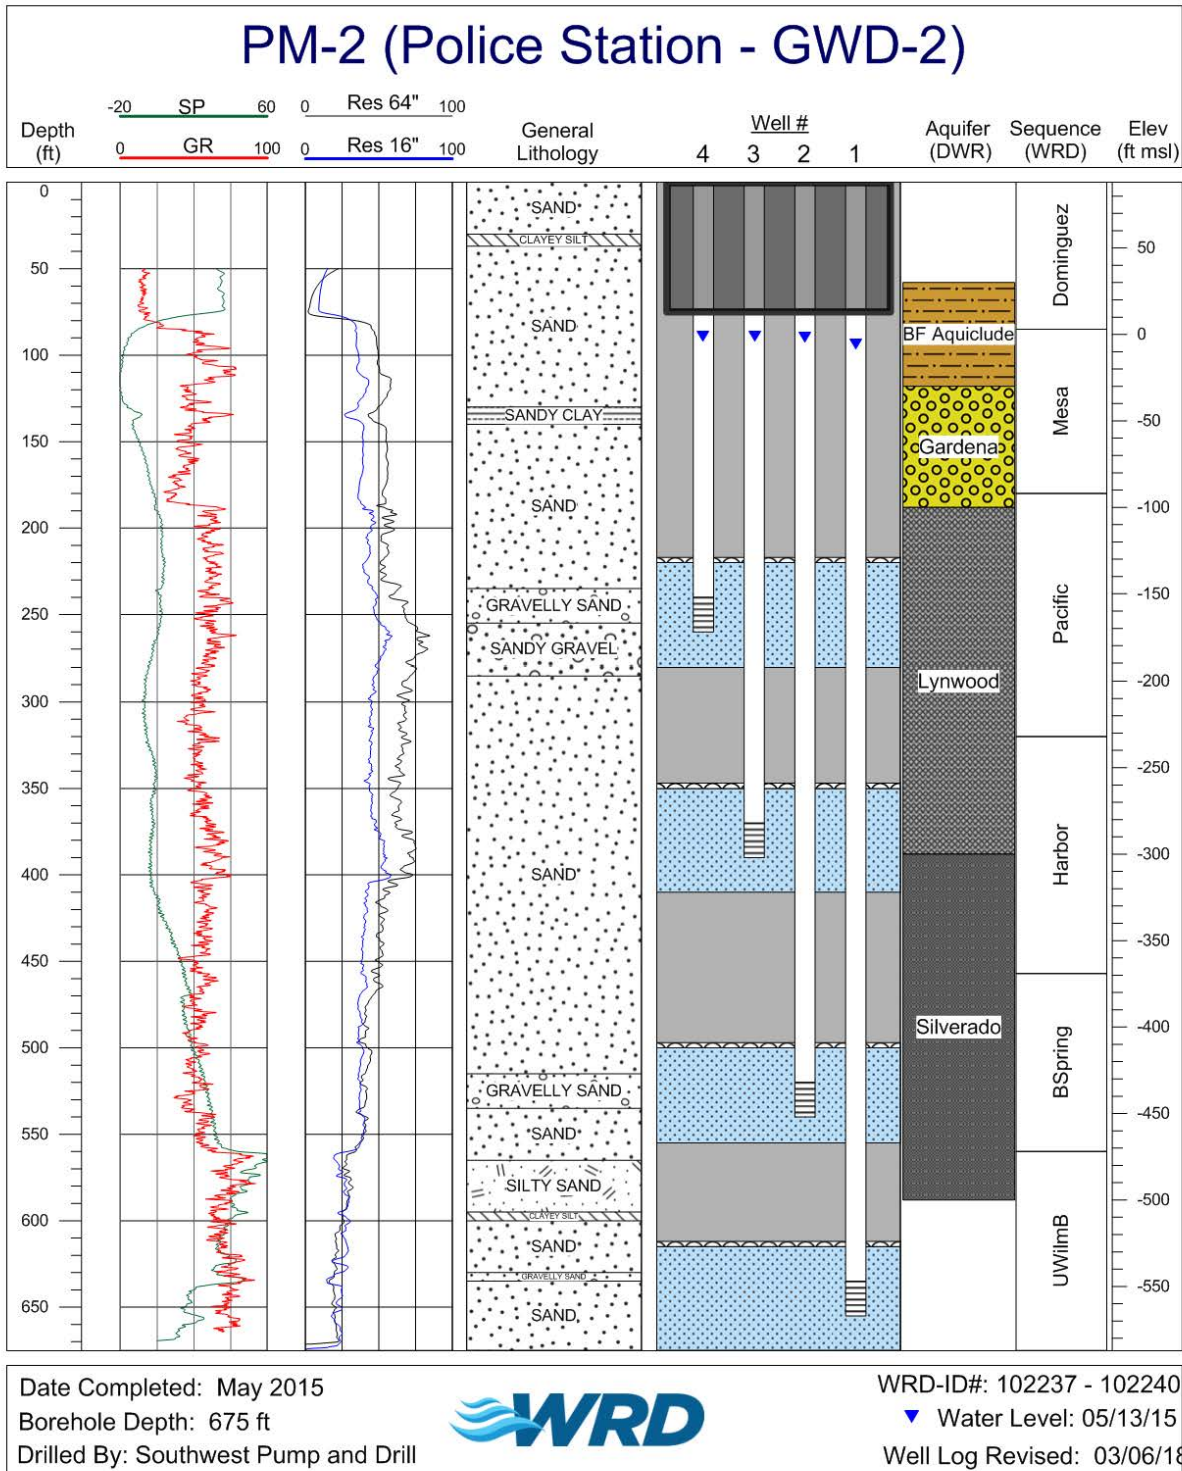 PM-2 (Police Station - GWD-2)
-20 SP 60
0 Res 64" 100
Depth
(ft)
0 GR 100
0 Res 16" 100
General
Lithology
Well #
4 3 2 1
Aquifer
(DWR)
Sequence
(WRD)
Elev
(ft msl)
0
50
100
150
200
250
300
350
400
450
500
550
600
650
SAND
CLAYEY SILT
SAND
SANDY CLAY
SAND
GRAVELLY SAND
SANDY GRAVEL
SAND
GRAVELLY SAND
SAND
SILTY SAND
CLAYEY SILT
SAND
GRAVELLY SAND
SAND
BF Aquiclude
Gardena
Lynwood
Silverado
Dominguez
Mesa
Pacific
Harbor
BSpring
UWilmB
50
0
-50
-100
-150
-200
-250
-300
-350
-400
-450
-500
-550
Date Completed: May 2015
Borehole Depth: 675 ft
Drilled By: Southwest Pump and Drill
WRD
WRD-ID#: 102237 - 102240
Water Level: 05/13/15
Well Log Revised: 03/06/18